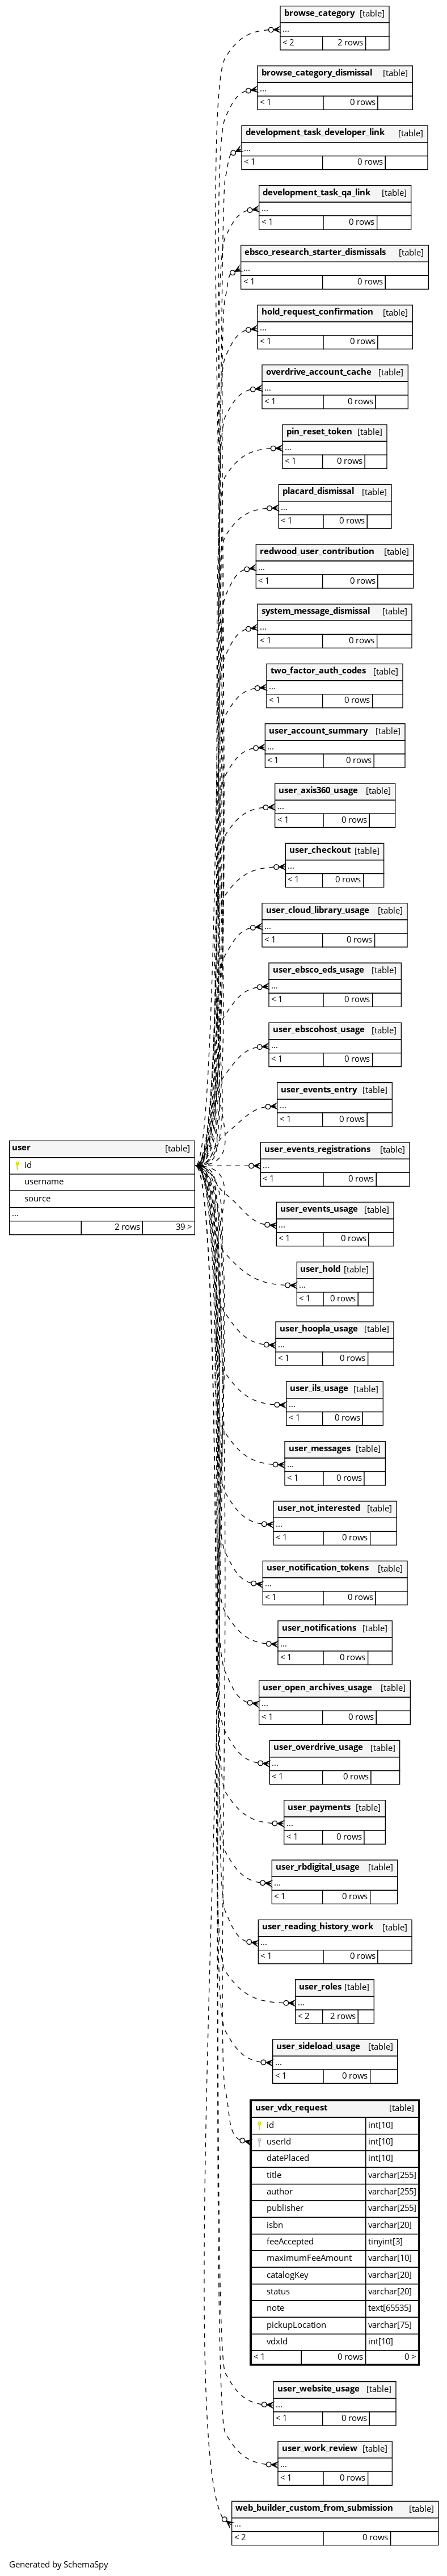 browse_category [table]
...
< 2 2 rows
browse_category_dismissal [table]
...
< 1 0 rows
development_task_developer_link [table]
...
< 1 0 rows
development_task_qa_link [table]
...
< 1 0 rows
ebsco_research_starter_dismissals [table]
...
< 1 0 rows
hold_request_confirmation [table]
...
< 1 0 rows
overdrive_account_cache [table]
...
< 1 0 rows
pin_reset_token [table]
...
< 1 0 rows
placard_dismissal [table]
...
< 1 0 rows
redwood_user_contribution [table]
...
< 1 0 rows
system_message_dismissal [table]
...
< 1 0 rows
two_factor_auth_codes [table]
...
< 1 0 rows
user_account_summary [table]
...
< 1 0 rows
user_axis360_usage [table]
...
< 1 0 rows
user_checkout [table]
...
< 1 0 rows
user_cloud_library_usage [table]
...
< 1 0 rows
user_ebsco_eds_usage [table]
...
< 1 0 rows
user_ebscohost_usage [table]
...
< 1 0 rows
user_events_entry [table]
...
< 1 0 rows
user [table]
id
username
source
...
2 rows 39 >
user_events_registrations [table]
...
< 1 0 rows
user_events_usage [table]
...
< 1 0 rows
user_hold [table]
...
< 1 0 rows
user_hoopla_usage [table]
...
< 1 0 rows
user_ils_usage [table]
...
< 1 0 rows
user_messages [table]
...
< 1 0 rows
user_not_interested [table]
...
< 1 0 rows
user_notification_tokens [table]
...
< 1 0 rows
user_notifications [table]
...
< 1 0 rows
user_open_archives_usage [table]
...
< 1 0 rows
user_overdrive_usage [table]
...
< 1 0 rows
user_payments [table]
...
< 1 0 rows
user_rbdigital_usage [table]
...
< 1 0 rows
user_reading_history_work [table]
...
< 1 0 rows
user_roles [table]
...
< 2 2 rows
user_sideload_usage [table]
...
< 1 0 rows
user_vdx_request [table]
id int[10]
userId int[10]
datePlaced int[10]
title varchar[255]
author varchar[255]
publisher varchar[255]
isbn varchar[20]
feeAccepted tinyint[3]
maximumFeeAmount varchar[10]
catalogKey varchar[20]
status varchar[20]
note text[65535]
pickupLocation varchar[75]
vdxId int[10]
< 1 0 rows 0 >
user_website_usage [table]
...
< 1 0 rows
user_work_review [table]
...
< 1 0 rows
web_builder_custom_from_submission [table]
...
< 2 0 rows
Generated by SchemaSpy